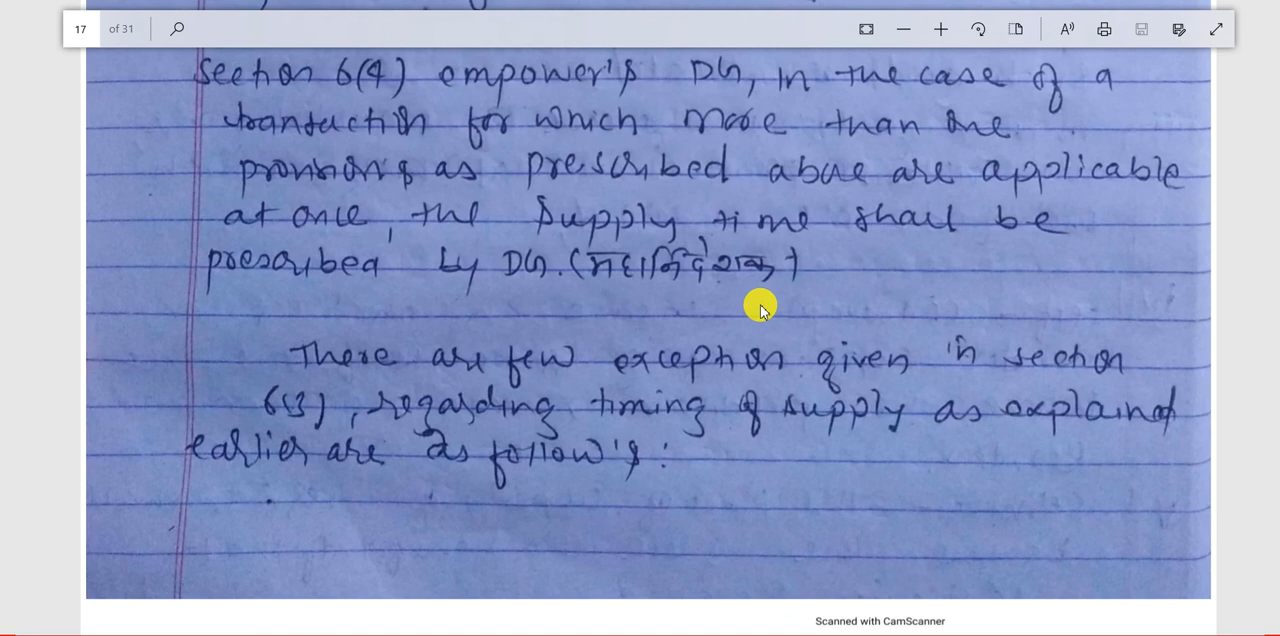 17 of 31
Section 6(4) empower's DG, in the case of a
transaction for which more than one
provisions as prescribed above are applicable
at once, the supply time shall be
prescribed by DG. (महानिर्देशक)
There are few exception given in section
6(3), regarding timing of supply as explained
earlier are as follow's:
Scanned with CamScanner